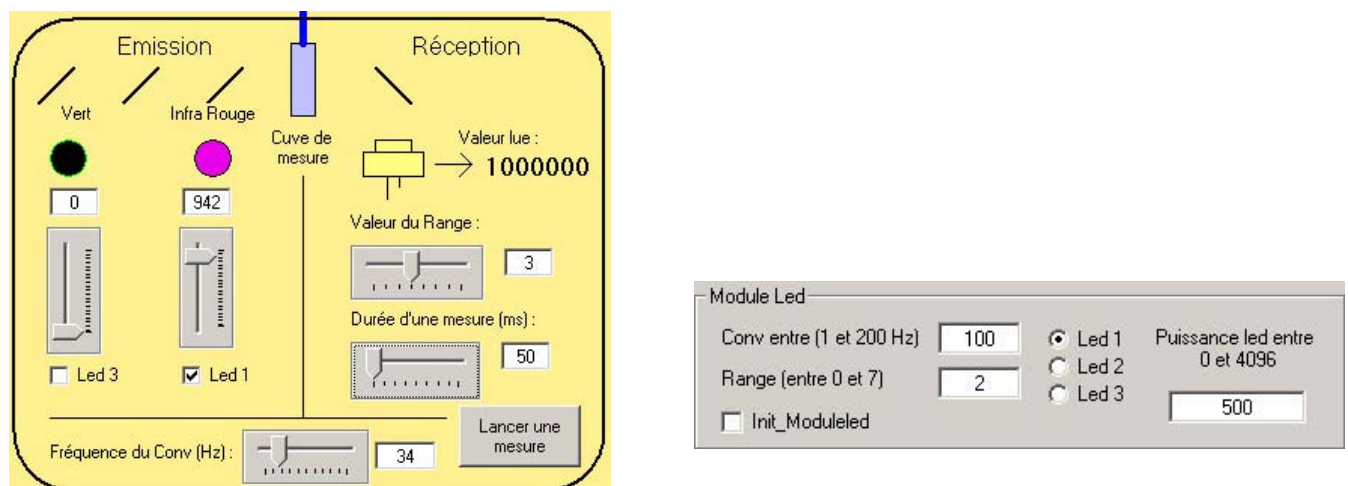 Emission
Réception
Vert
Infra Rouge
Cuve de
mesure
Valeur lue :
1000000
0
942
Valeur du Range :
3
Durée d'une mesure (ms) :
50
Led 3
Led 1
Lancer une
mesure
Fréquence du Conv (Hz) :
34
Module Led
Conv entre (1 et 200 Hz)
100
Led 1
Puissance led entre
0 et 4096
Led 2
Range (entre 0 et 7)
2
Led 3
500
Init_Moduleled